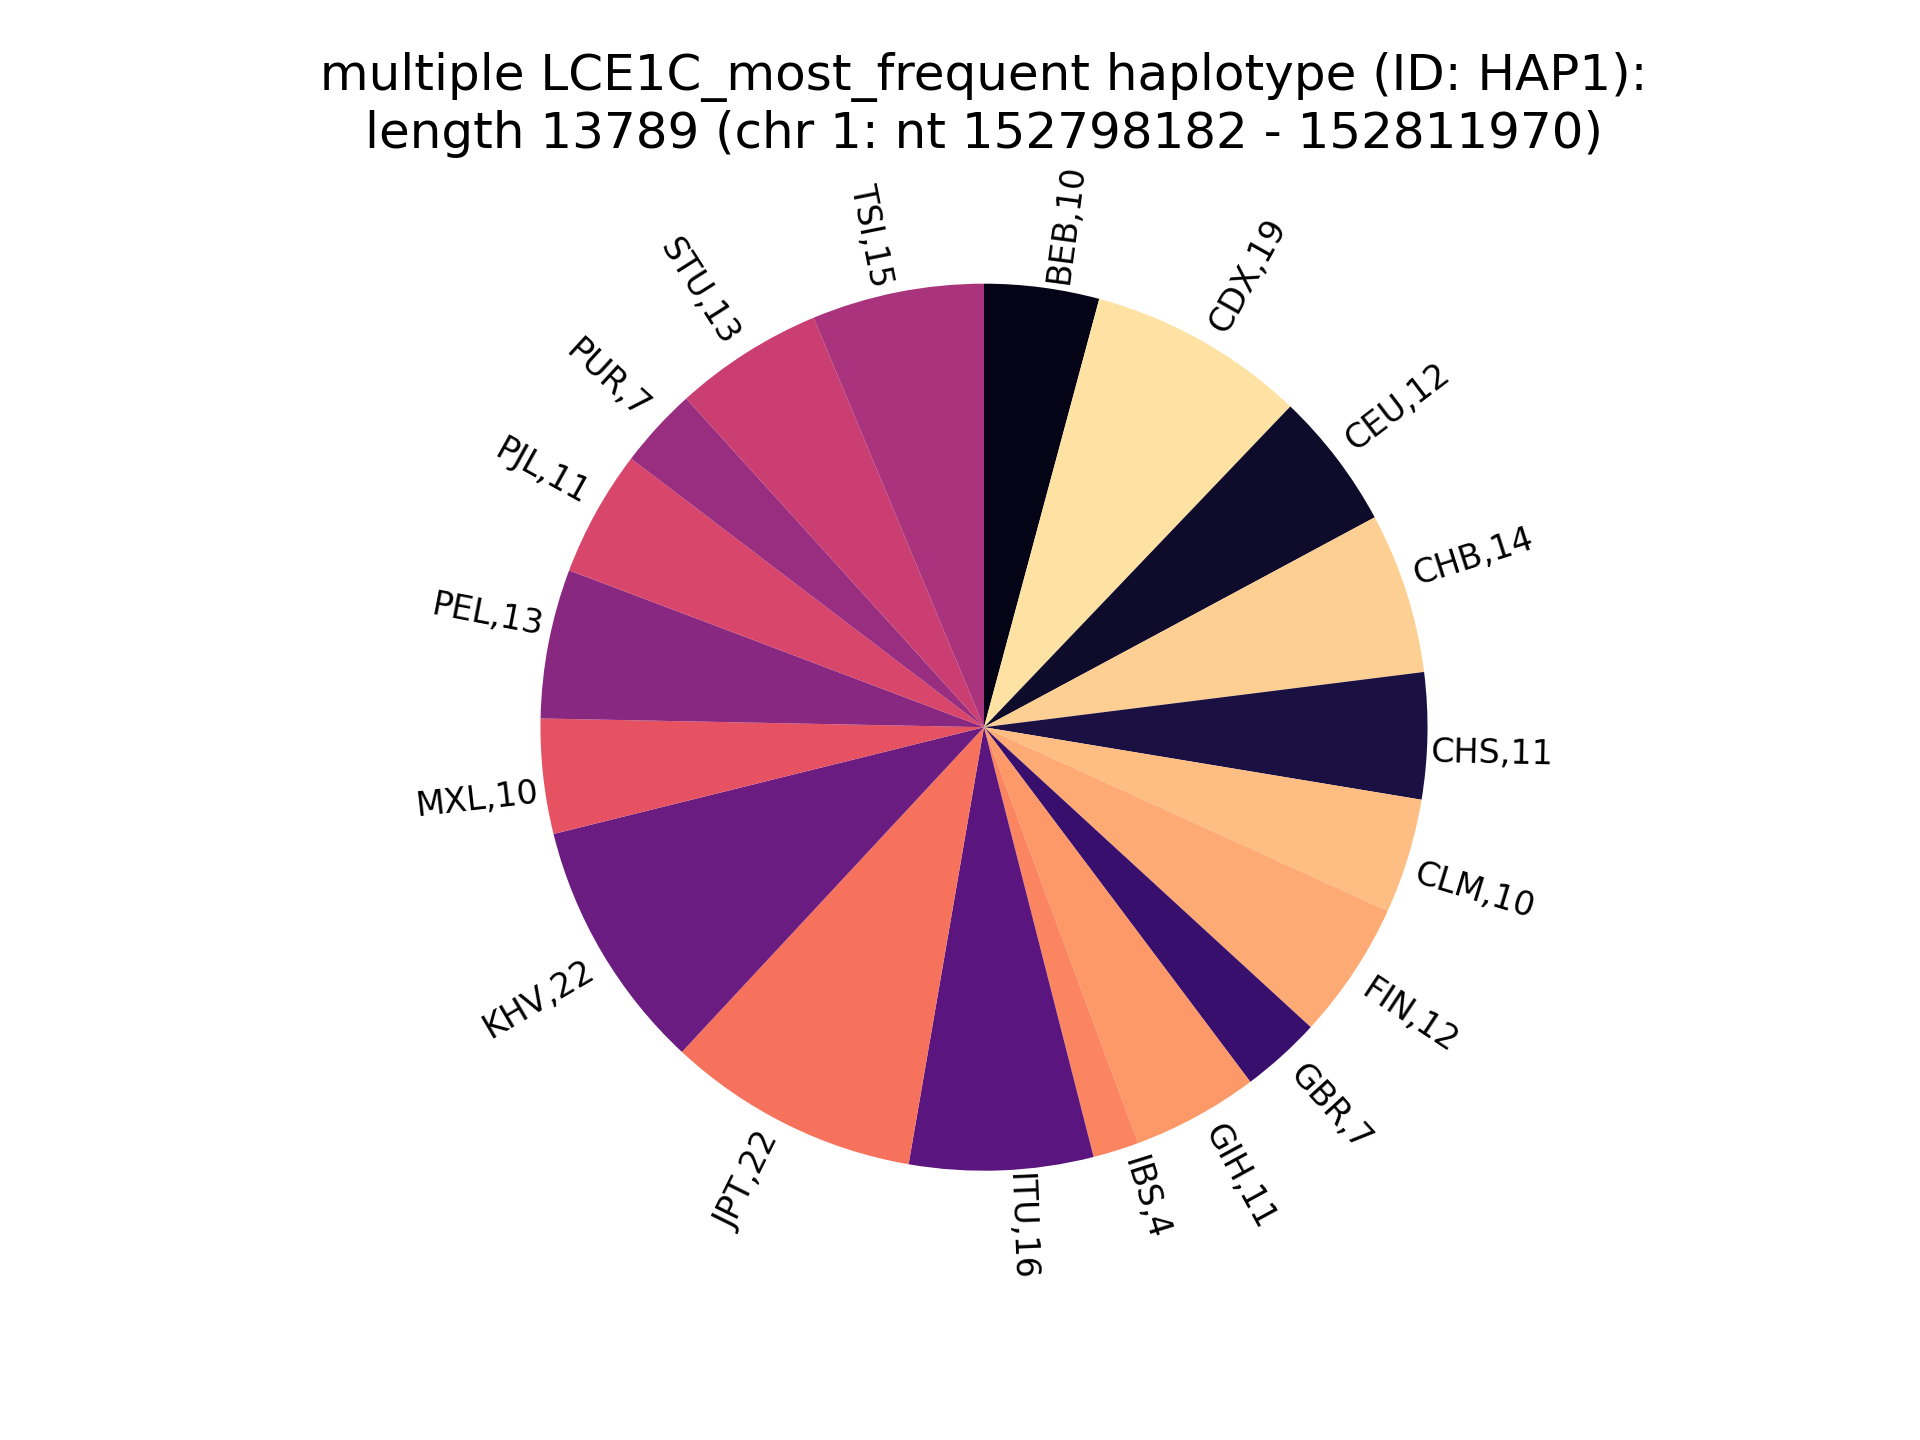 multiple LCE1C_most_frequent haplotype (ID: HAP1):
length 13789 (chr 1: nt 152798182 - 152811970)
BEB,10
CDX,19
CEU,12
CHB,14
CHS,11
CLM,10
FIN,12
GBR,7
GIH,11
IBS,4
ITU,16
JPT,22
KHV,22
MXL,10
PEL,13
PJL,11
PUR,7
STU,13
TSI,15